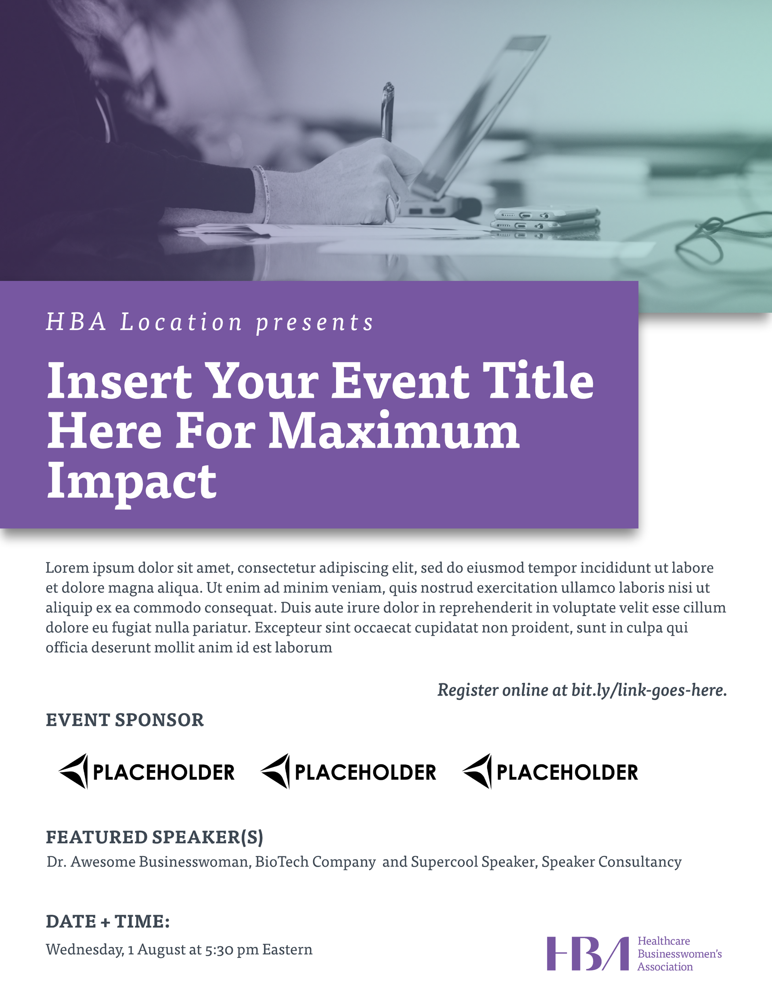 HBA Location presents
Insert Your Event Title
Here For Maximum
Impact
Lorem ipsum dolor sit amet, consectetur adipiscing elit, sed do eiusmod tempor incididunt ut labore
et dolore magna aliqua. Ut enim ad minim veniam, quis nostrud exercitation ullamco laboris nisi ut
aliquip ex ea commodo consequat. Duis aute irure dolor in reprehenderit in voluptate velit esse cillum
dolore eu fugiat nulla pariatur. Excepteur sint occaecat cupidatat non proident, sunt in culpa qui
officia deserunt mollit anim id est laborum
Register online at bit.ly/link-goes-here.
EVENT SPONSOR
PLACEHOLDER PLACEHOLDER PLACEHOLDER
FEATURED SPEAKER(S)
Dr. Awesome Businesswoman, BioTech Company  and Supercool Speaker, Speaker Consultancy
DATE + TIME:
Wednesday, 1 August at 5:30 pm Eastern
HBA
Healthcare
Businesswomen's
Association